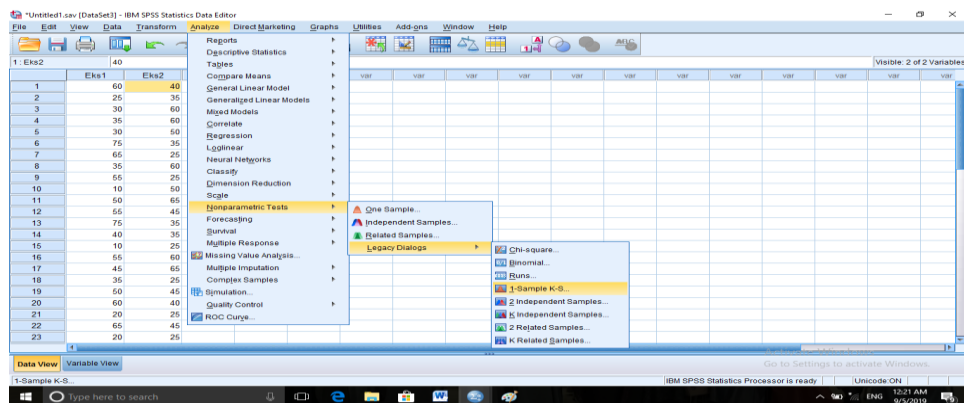 *Untitled1.sav [DataSet3] - IBM SPSS Statistics Data Editor
File Edit View Data Transform Analyze Direct Marketing Graphs Utilities Add-ons Window Help
1 : Eks2 40 Visible: 2 of 2 Variables
Eks1 Eks2 var var var var var var var var var var var
1 60 40
2 25 35
3 30 60
4 35 60
5 30 50
6 75 35
7 65 25
8 35 60
9 55 25
10 10 50
11 50 65
12 55 45
13 75 35
14 40 35
15 10 25
16 55 60
17 45 65
18 35 25
19 50 45
20 60 40
21 20 25
22 65 45
23 20 25
Reports
Descriptive Statistics
Tables
Compare Means
General Linear Model
Generalized Linear Models
Mixed Models
Correlate
Regression
Loglinear
Neural Networks
Classify
Dimension Reduction
Scale
Nonparametric Tests
Forecasting
Survival
Multiple Response
Missing Value Analysis...
Multiple Imputation
Complex Samples
Simulation...
Quality Control
ROC Curve...
One Sample...
Independent Samples...
Related Samples...
Legacy Dialogs
Chi-square...
Binomial...
Runs...
1-Sample K-S...
2 Independent Samples...
K Independent Samples...
2 Related Samples...
K Related Samples...
Data View Variable View
Go to Settings to activate Windows.
1-Sample K-S... IBM SPSS Statistics Processor is ready Unicode:ON
Type here to search ENG 12:21 AM
9/5/2019